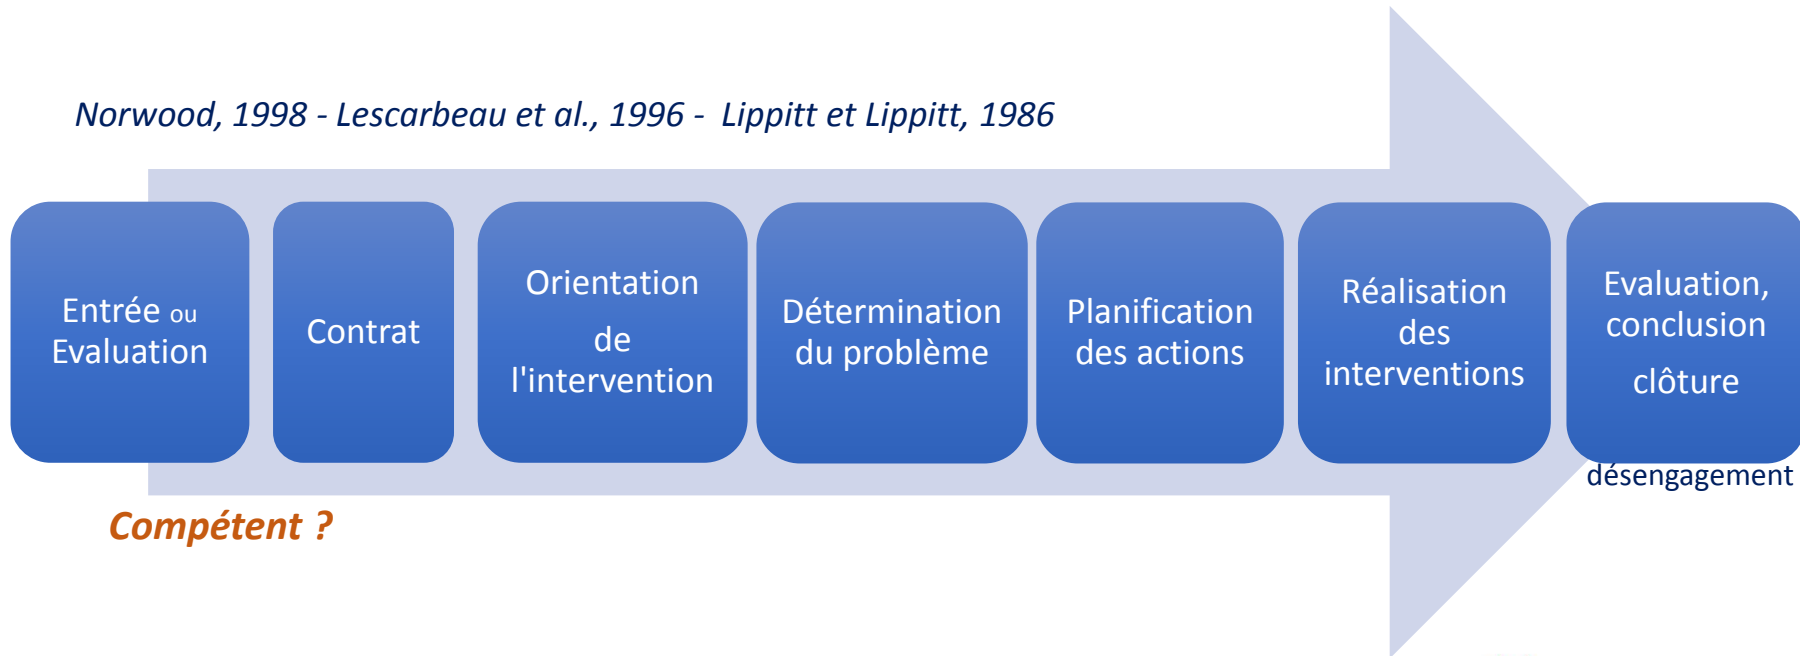 Norwood, 1998 - Lescarbeau et al., 1996 - Lippitt et Lippitt, 1986
Entrée ou
Evaluation
Contrat
Orientation
de
l'intervention
Détermination
du problème
Planification
des actions
Réalisation
des
interventions
Evaluation,
conclusion
clôture
désengagement
Compétent ?